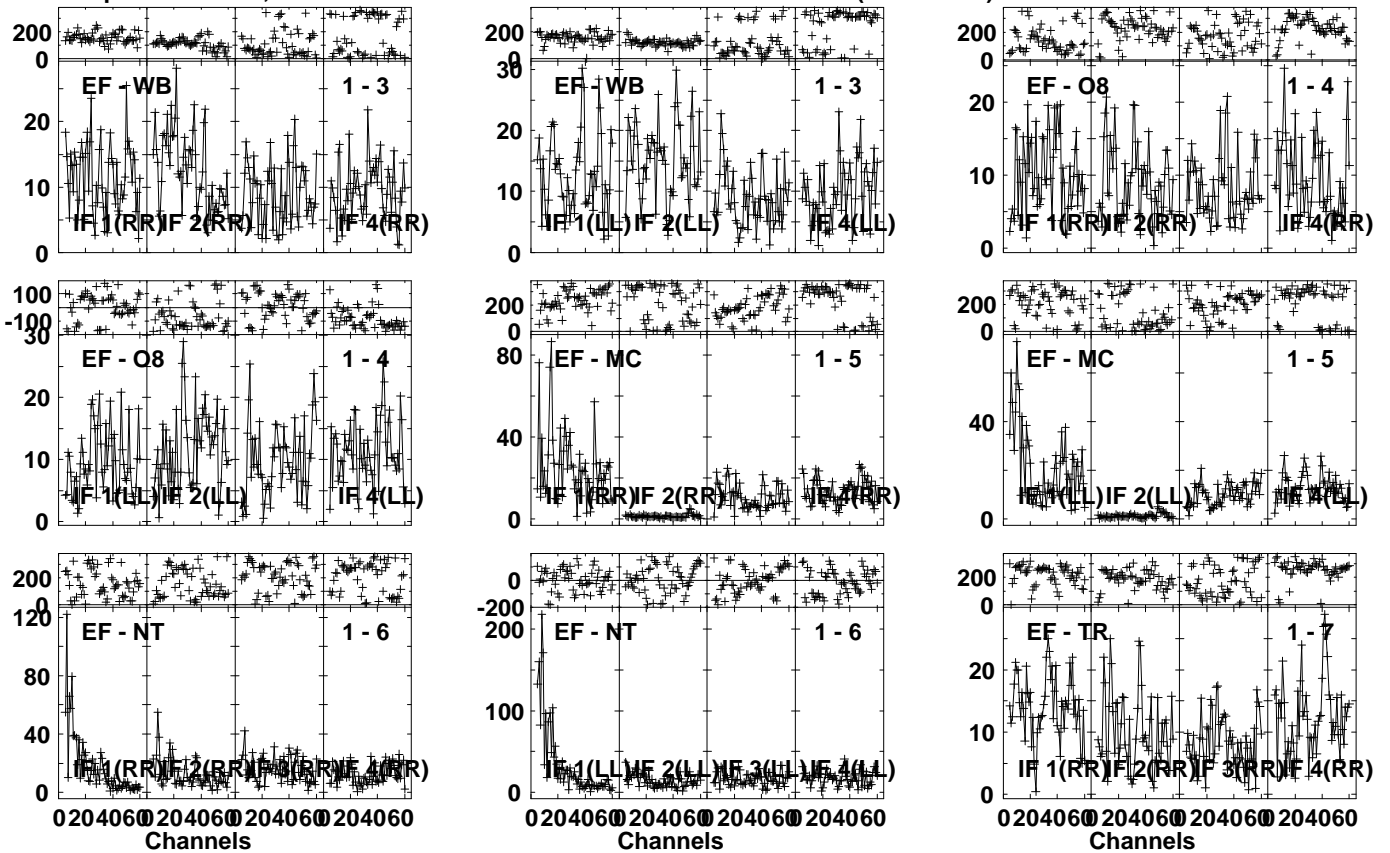 200
0
EF - WB
1 - 3
20
10
0
IF 1(RR)
IF 2(RR)
IF 4(RR)
200
0
EF - WB
1 - 3
30
20
10
0
IF 1(LL)
IF 2(LL)
IF 4(LL)
200
0
EF - O8
1 - 4
20
10
0
IF 1(RR)
IF 2(RR)
IF 4(RR)
100
-100
EF - O8
1 - 4
30
20
10
0
IF 1(LL)
IF 2(LL)
IF 4(LL)
200
0
EF - MC
1 - 5
80
40
0
IF 1(RR)
IF 2(RR)
IF 4(RR)
200
0
EF - MC
1 - 5
80
40
0
IF 1(LL)
IF 2(LL)
IF 4(LL)
200
0
EF - NT
1 - 6
120
80
40
0
IF 1(RR)
IF 2(RR)
IF 3(RR)
IF 4(RR)
0 20 40 60 0 20 40 60 0 20 40 60 0 20 40 60
Channels
0
-200
EF - NT
1 - 6
200
100
0
IF 1(LL)
IF 2(LL)
IF 3(LL)
IF 4(LL)
0 20 40 60 0 20 40 60 0 20 40 60 0 20 40 60
Channels
200
0
EF - TR
1 - 7
20
10
0
IF 1(RR)
IF 2(RR)
IF 3(RR)
IF 4(RR)
0 20 40 60 0 20 40 60 0 20 40 60 0 20 40 60
Channels